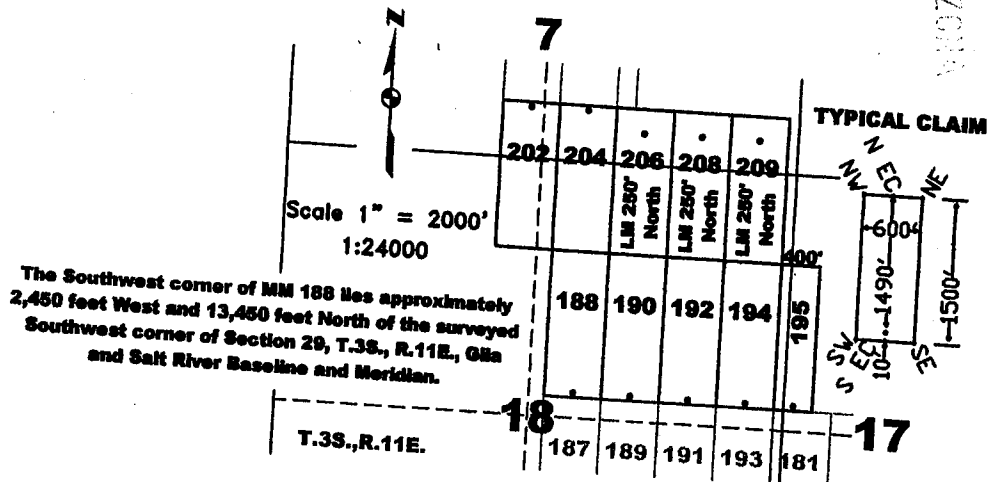 N
7
TYPICAL CLAIM
202 204 206 208 209
LM 250' North
LM 250' North
LM 250' North
NW N EC NE
600'
1490'
1500'
10
SW S EC SE
Scale 1" = 2000'
1:24000
400'
The Southwest corner of MM 188 lies approximately
2,450 feet West and 13,450 feet North of the surveyed
Southwest corner of Section 29, T.3S., R.11E., Gila
and Salt River Baseline and Meridian.
188 190 192 194 195
18
17
T.3S.,R.11E.
187 189 191 193 181